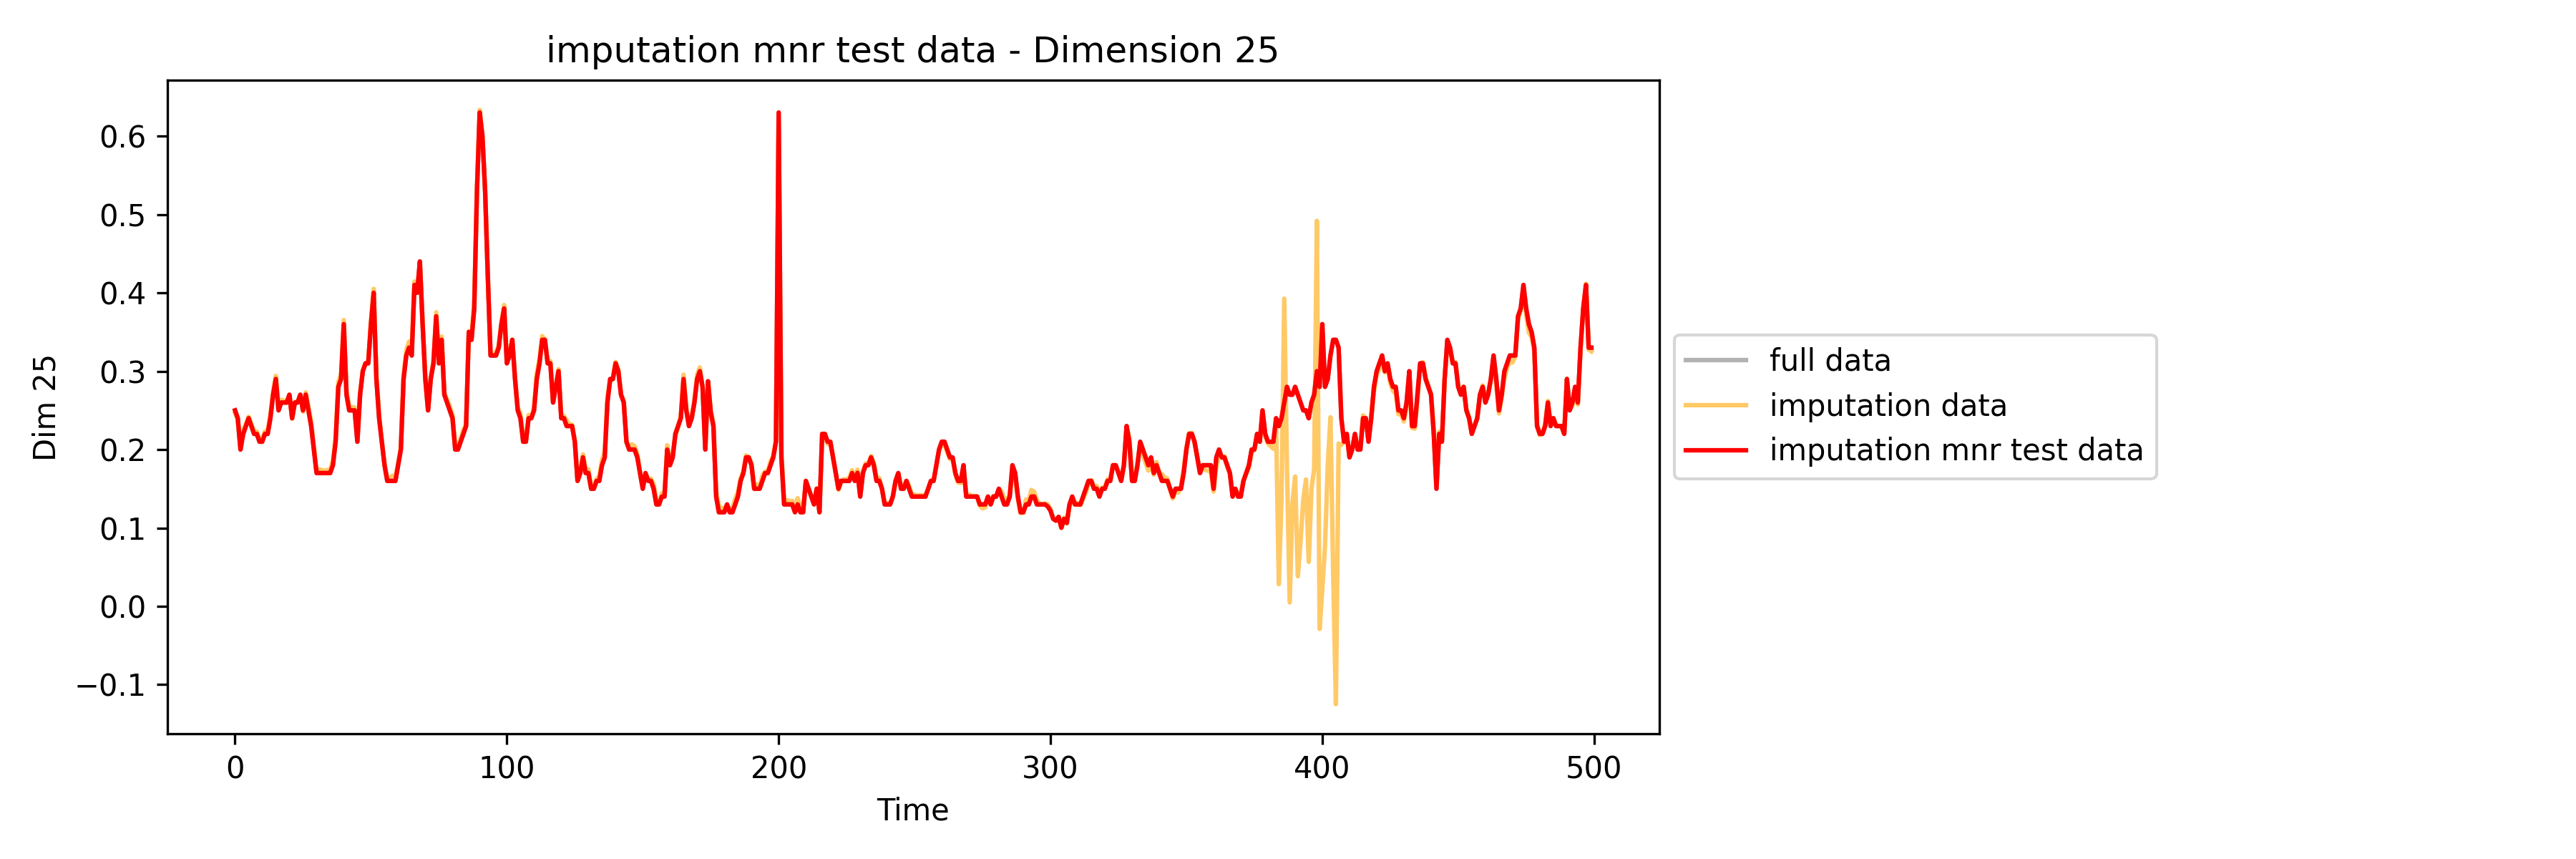 imputation mnr test data - Dimension 25
0.6
0.5
0.4
0.3
0.2
0.1
0.0
−0.1
Dim 25
0 100 200 300 400 500
Time
full data
imputation data
imputation mnr test data